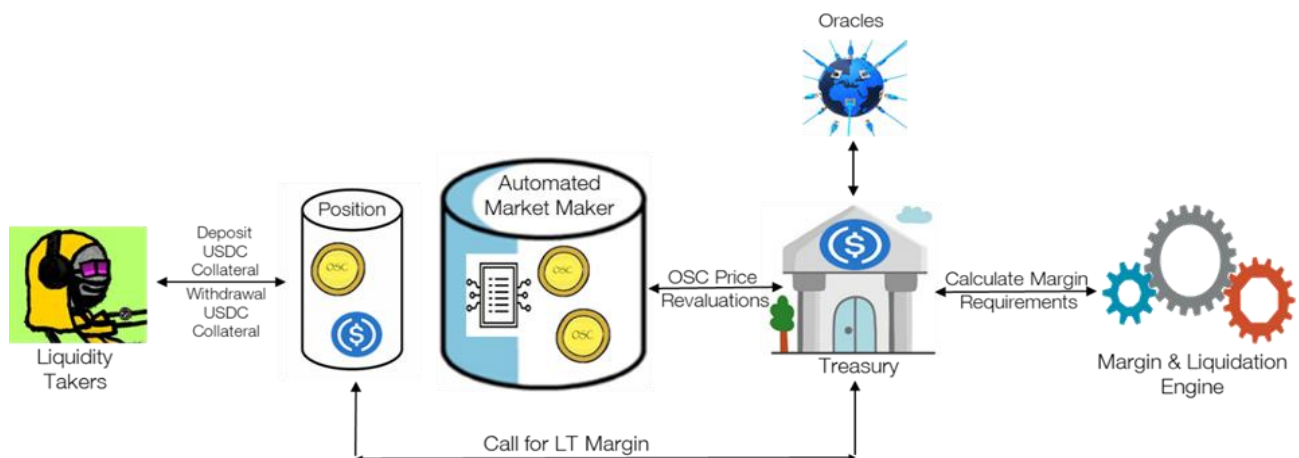 Oracles
Automated
Market Maker
Position
Deposit
USDC
Collateral
Withdrawal
USDC
Collateral
OSC
OSC
OSC
$
$
OSC Price
Revaluations
Calculate Margin
Requirements
Liquidity
Takers
Treasury
Margin & Liquidation
Engine
Call for LT Margin